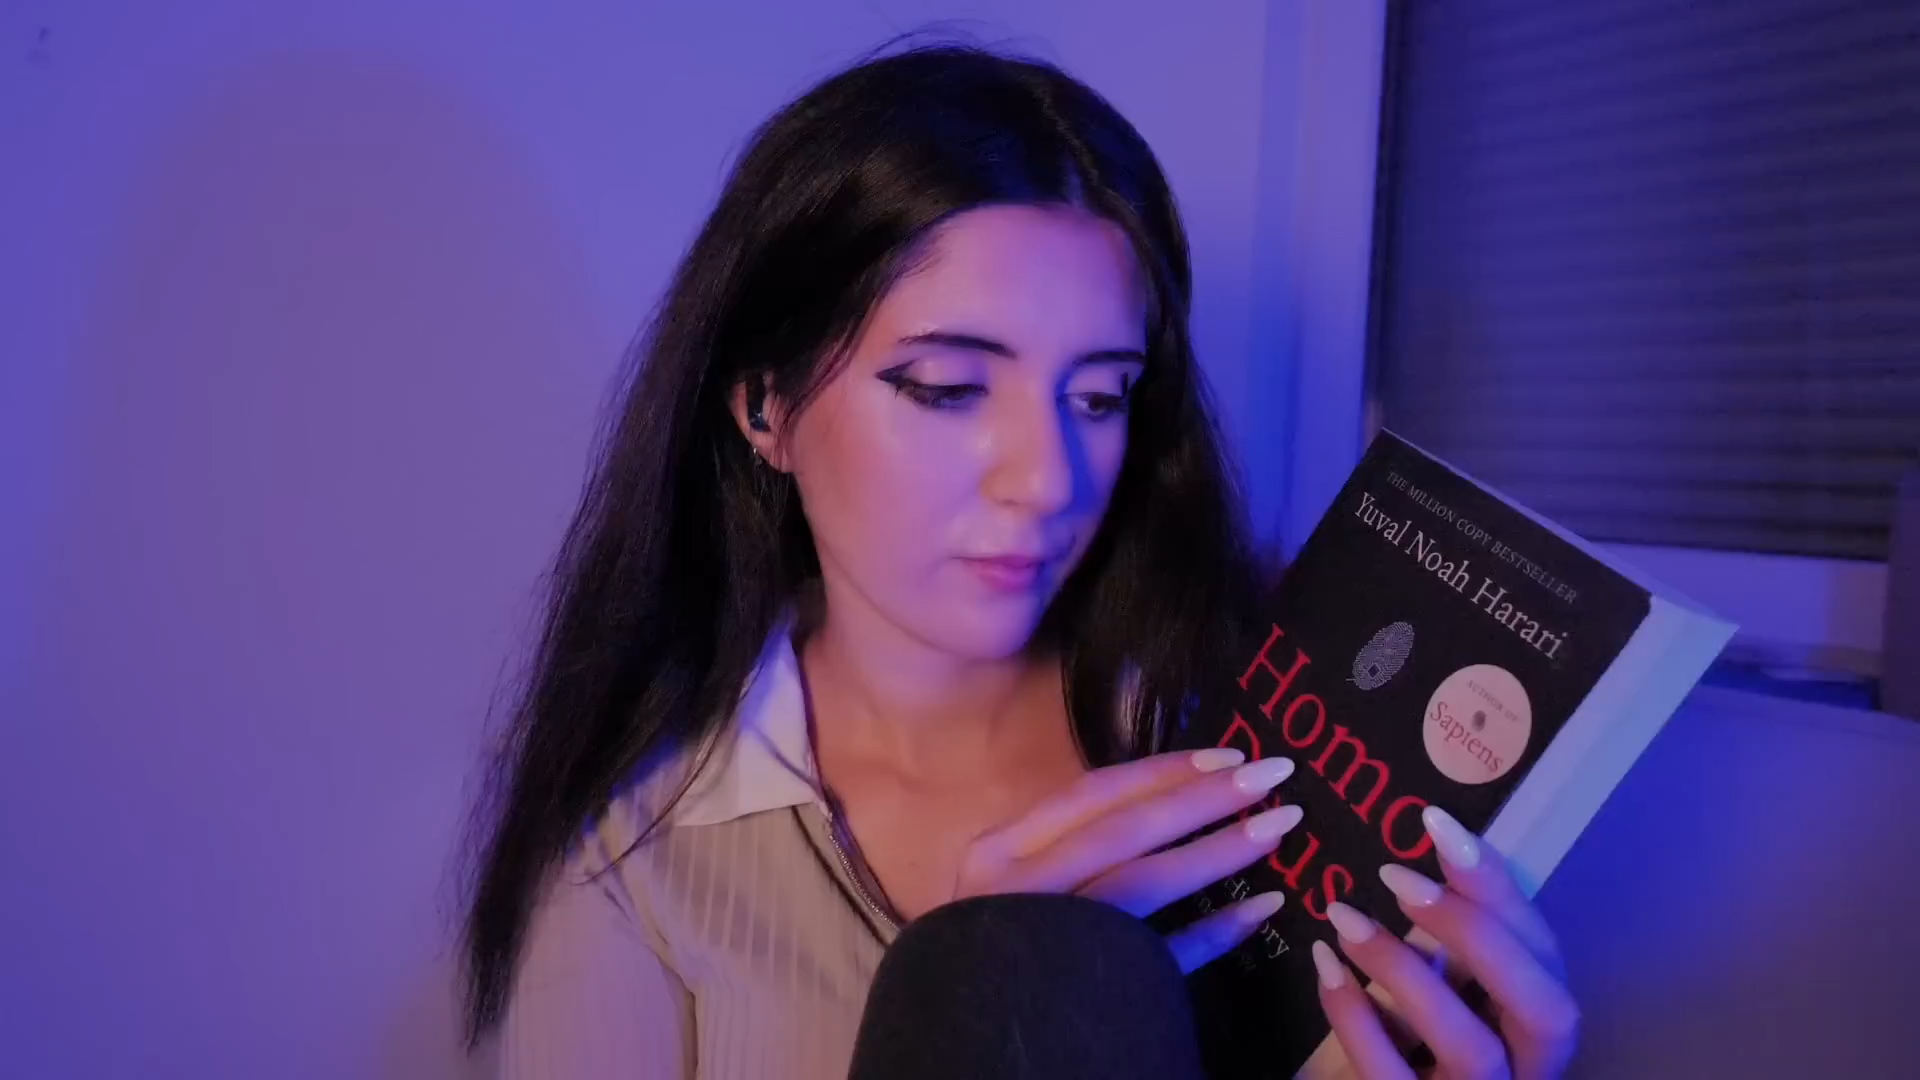 THE MILLION COPY BESTSELLER
Yuval Noah Harari
AUTHOR OF
Sapiens
Homo